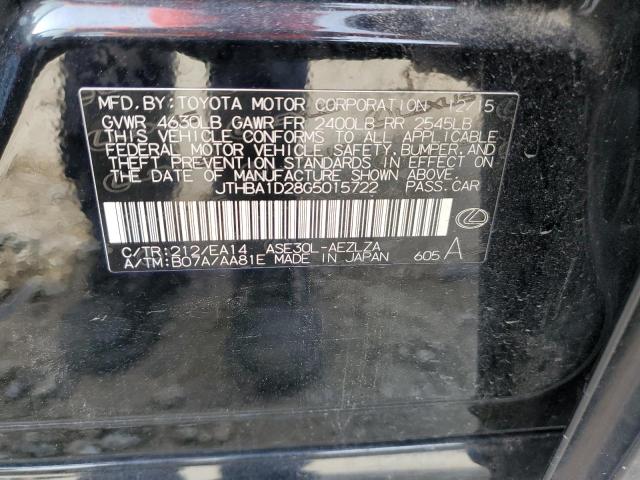 MFD. BY: TOYOTA MOTOR CORPORATION 12/15
GVWR 4630LB GAWR FR 2400LB RR 2545LB
THIS VEHICLE CONFORMS TO ALL APPLICABLE
FEDERAL MOTOR VEHICLE SAFETY, BUMPER, AND
THEFT PREVENTION STANDARDS IN EFFECT ON
THE DATE OF MANUFACTURE SHOWN ABOVE.
JTHBA1D28G5015722 PASS.CAR
C/TR:212/EA14 ASE30L-AEZLZA
A/TM:B07A/AA81E MADE IN JAPAN 605 A